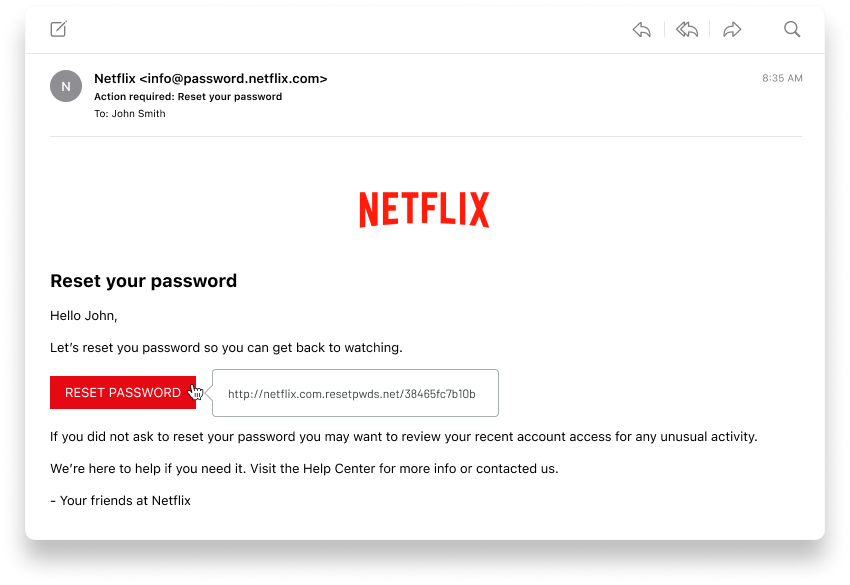 8:35 AM
N
Netflix <info@password.netflix.com>
Action required: Reset your password
To: John Smith
NETFLIX
Reset your password
Hello John,
Let’s reset you password so you can get back to watching.
RESET PASSWORD
http://netflix.com.resetpwds.net/38465fc7b10b
If you did not ask to reset your password you may want to review your recent account access for any unusual activity.
We’re here to help if you need it. Visit the Help Center for more info or contacted us.
– Your friends at Netflix